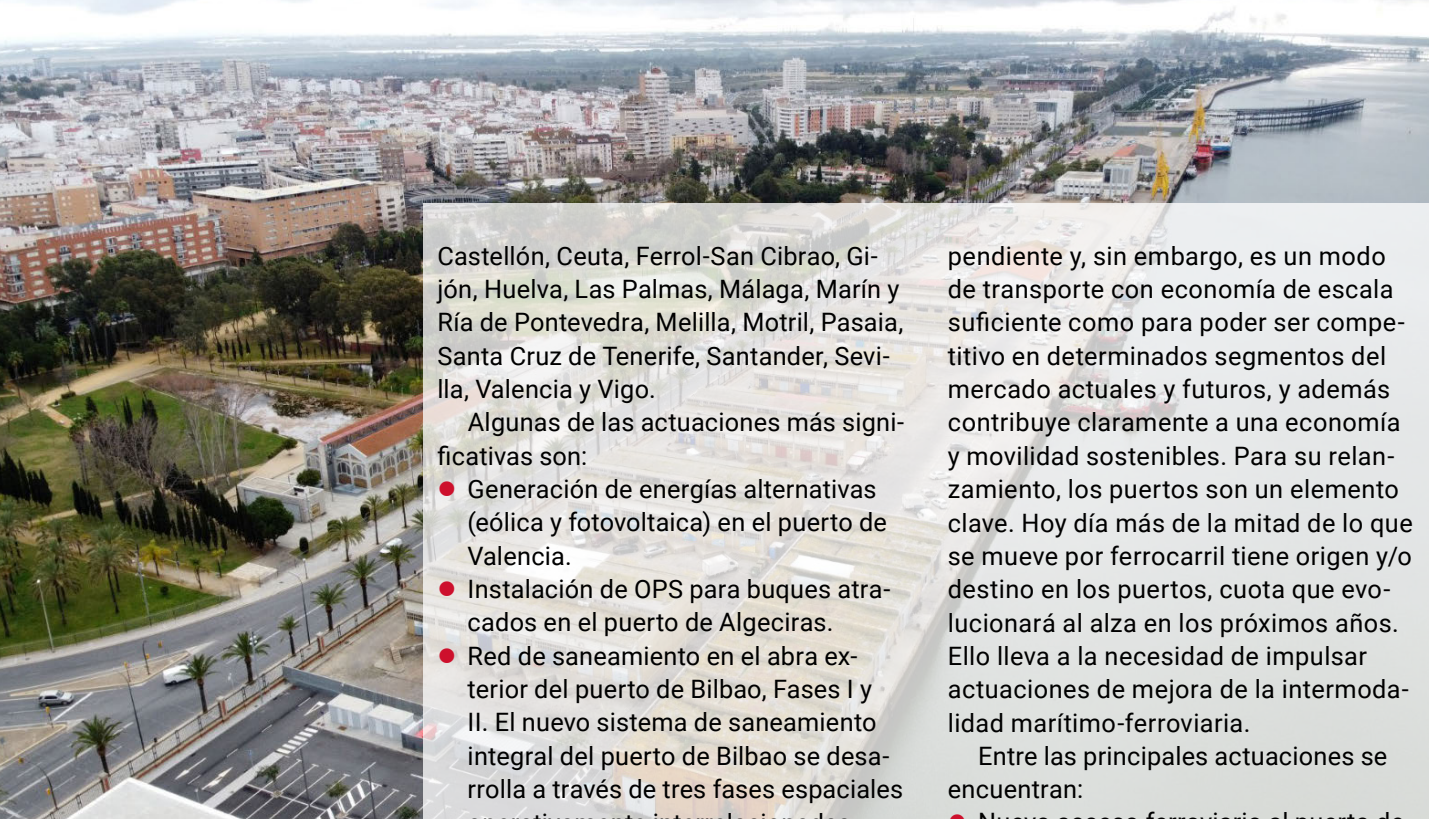 Castellón, Ceuta, Ferrol-San Cibrao, Gi-
jón, Huelva, Las Palmas, Málaga, Marín y
Ría de Pontevedra, Melilla, Motril, Pasaia,
Santa Cruz de Tenerife, Santander, Sevi-
lla, Valencia y Vigo.
Algunas de las actuaciones más signi-
ficativas son:
● Generación de energías alternativas
(eólica y fotovoltaica) en el puerto de
Valencia.
● Instalación de OPS para buques atra-
cados en el puerto de Algeciras.
● Red de saneamiento en el abra ex-
terior del puerto de Bilbao, Fases I y
II. El nuevo sistema de saneamiento
integral del puerto de Bilbao se desa-
rrolla a través de tres fases espaciales
operativamente interrelacionadas
pendiente y, sin embargo, es un modo
de transporte con economía de escala
suficiente como para poder ser compe-
titivo en determinados segmentos del
mercado actuales y futuros, y además
contribuye claramente a una economía
y movilidad sostenibles. Para su relan-
zamiento, los puertos son un elemento
clave. Hoy día más de la mitad de lo que
se mueve por ferrocarril tiene origen y/o
destino en los puertos, cuota que evo-
lucionará al alza en los próximos años.
Ello lleva a la necesidad de impulsar
actuaciones de mejora de la intermoda-
lidad marítimo-ferroviaria.
Entre las principales actuaciones se
encuentran:
● Nuevo acceso ferroviario al puerto de